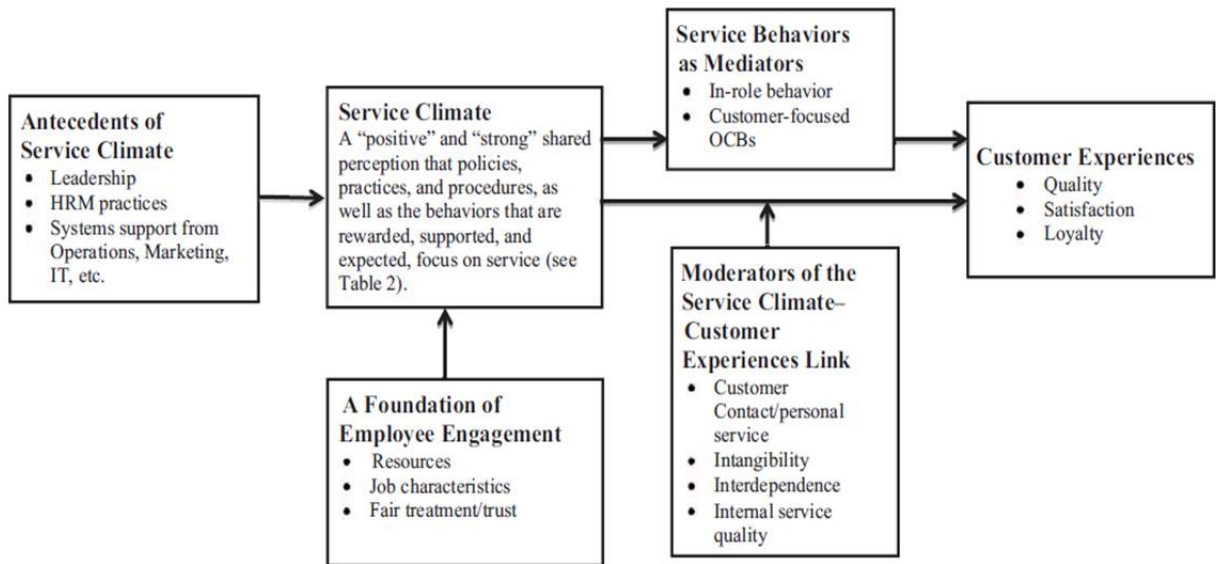 Antecedents of
Service Climate
• Leadership
• HRM practices
• Systems support from
Operations, Marketing,
IT, etc.
Service Climate
A “positive” and “strong” shared
perception that policies,
practices, and procedures, as
well as the behaviors that are
rewarded, supported, and
expected, focus on service (see
Table 2).
A Foundation of
Employee Engagement
• Resources
• Job characteristics
• Fair treatment/trust
Service Behaviors
as Mediators
• In-role behavior
• Customer-focused
OCBs
Moderators of the
Service Climate–
Customer
Experiences Link
• Customer
Contact/personal
service
• Intangibility
• Interdependence
• Internal service
quality
Customer Experiences
• Quality
• Satisfaction
• Loyalty